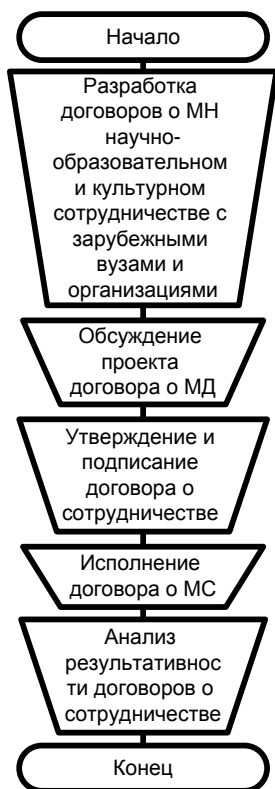 Начало
Разработка
договоров о МН
научно-
образовательном
и культурном
сотрудничестве с
зарубежными
вузами и
организациями
Обсуждение
проекта
договора о МД
Утверждение и
подписание
договора о
сотрудничестве
Исполнение
договора о МС
Анализ
результативнос
ти договоров о
сотрудничестве
Конец